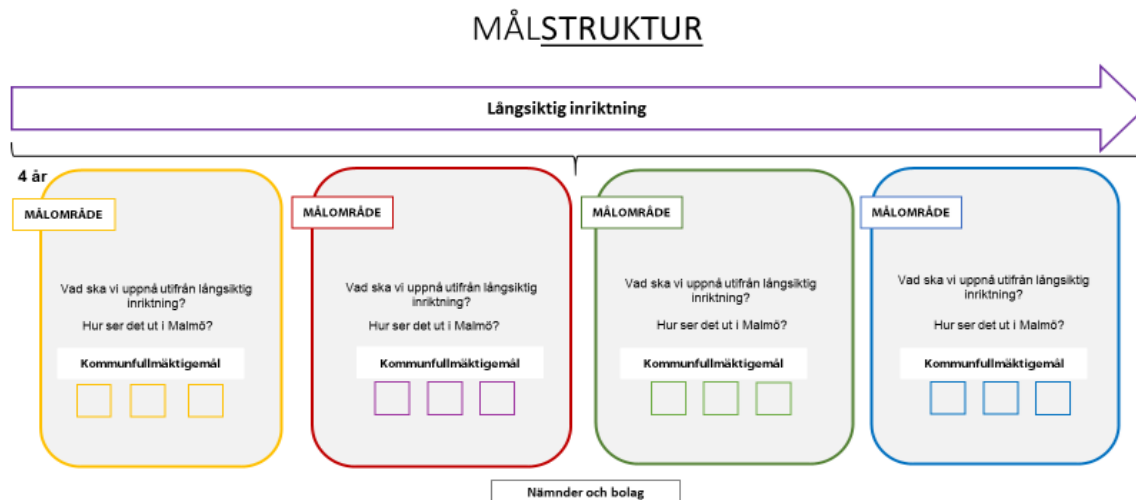 MÅLSTRUKTUR
Långsiktig inriktning
4 år
MÅLOMRÅDE
Vad ska vi uppnå utifrån långsiktig
inriktning?
Hur ser det ut i Malmö?
Kommunfullmäktigemål
MÅLOMRÅDE
Vad ska vi uppnå utifrån långsiktig
inriktning?
Hur ser det ut i Malmö?
Kommunfullmäktigemål
MÅLOMRÅDE
Vad ska vi uppnå utifrån långsiktig
inriktning?
Hur ser det ut i Malmö?
Kommunfullmäktigemål
MÅLOMRÅDE
Vad ska vi uppnå utifrån långsiktig
inriktning?
Hur ser det ut i Malmö?
Kommunfullmäktigemål
Nämnder och bolag